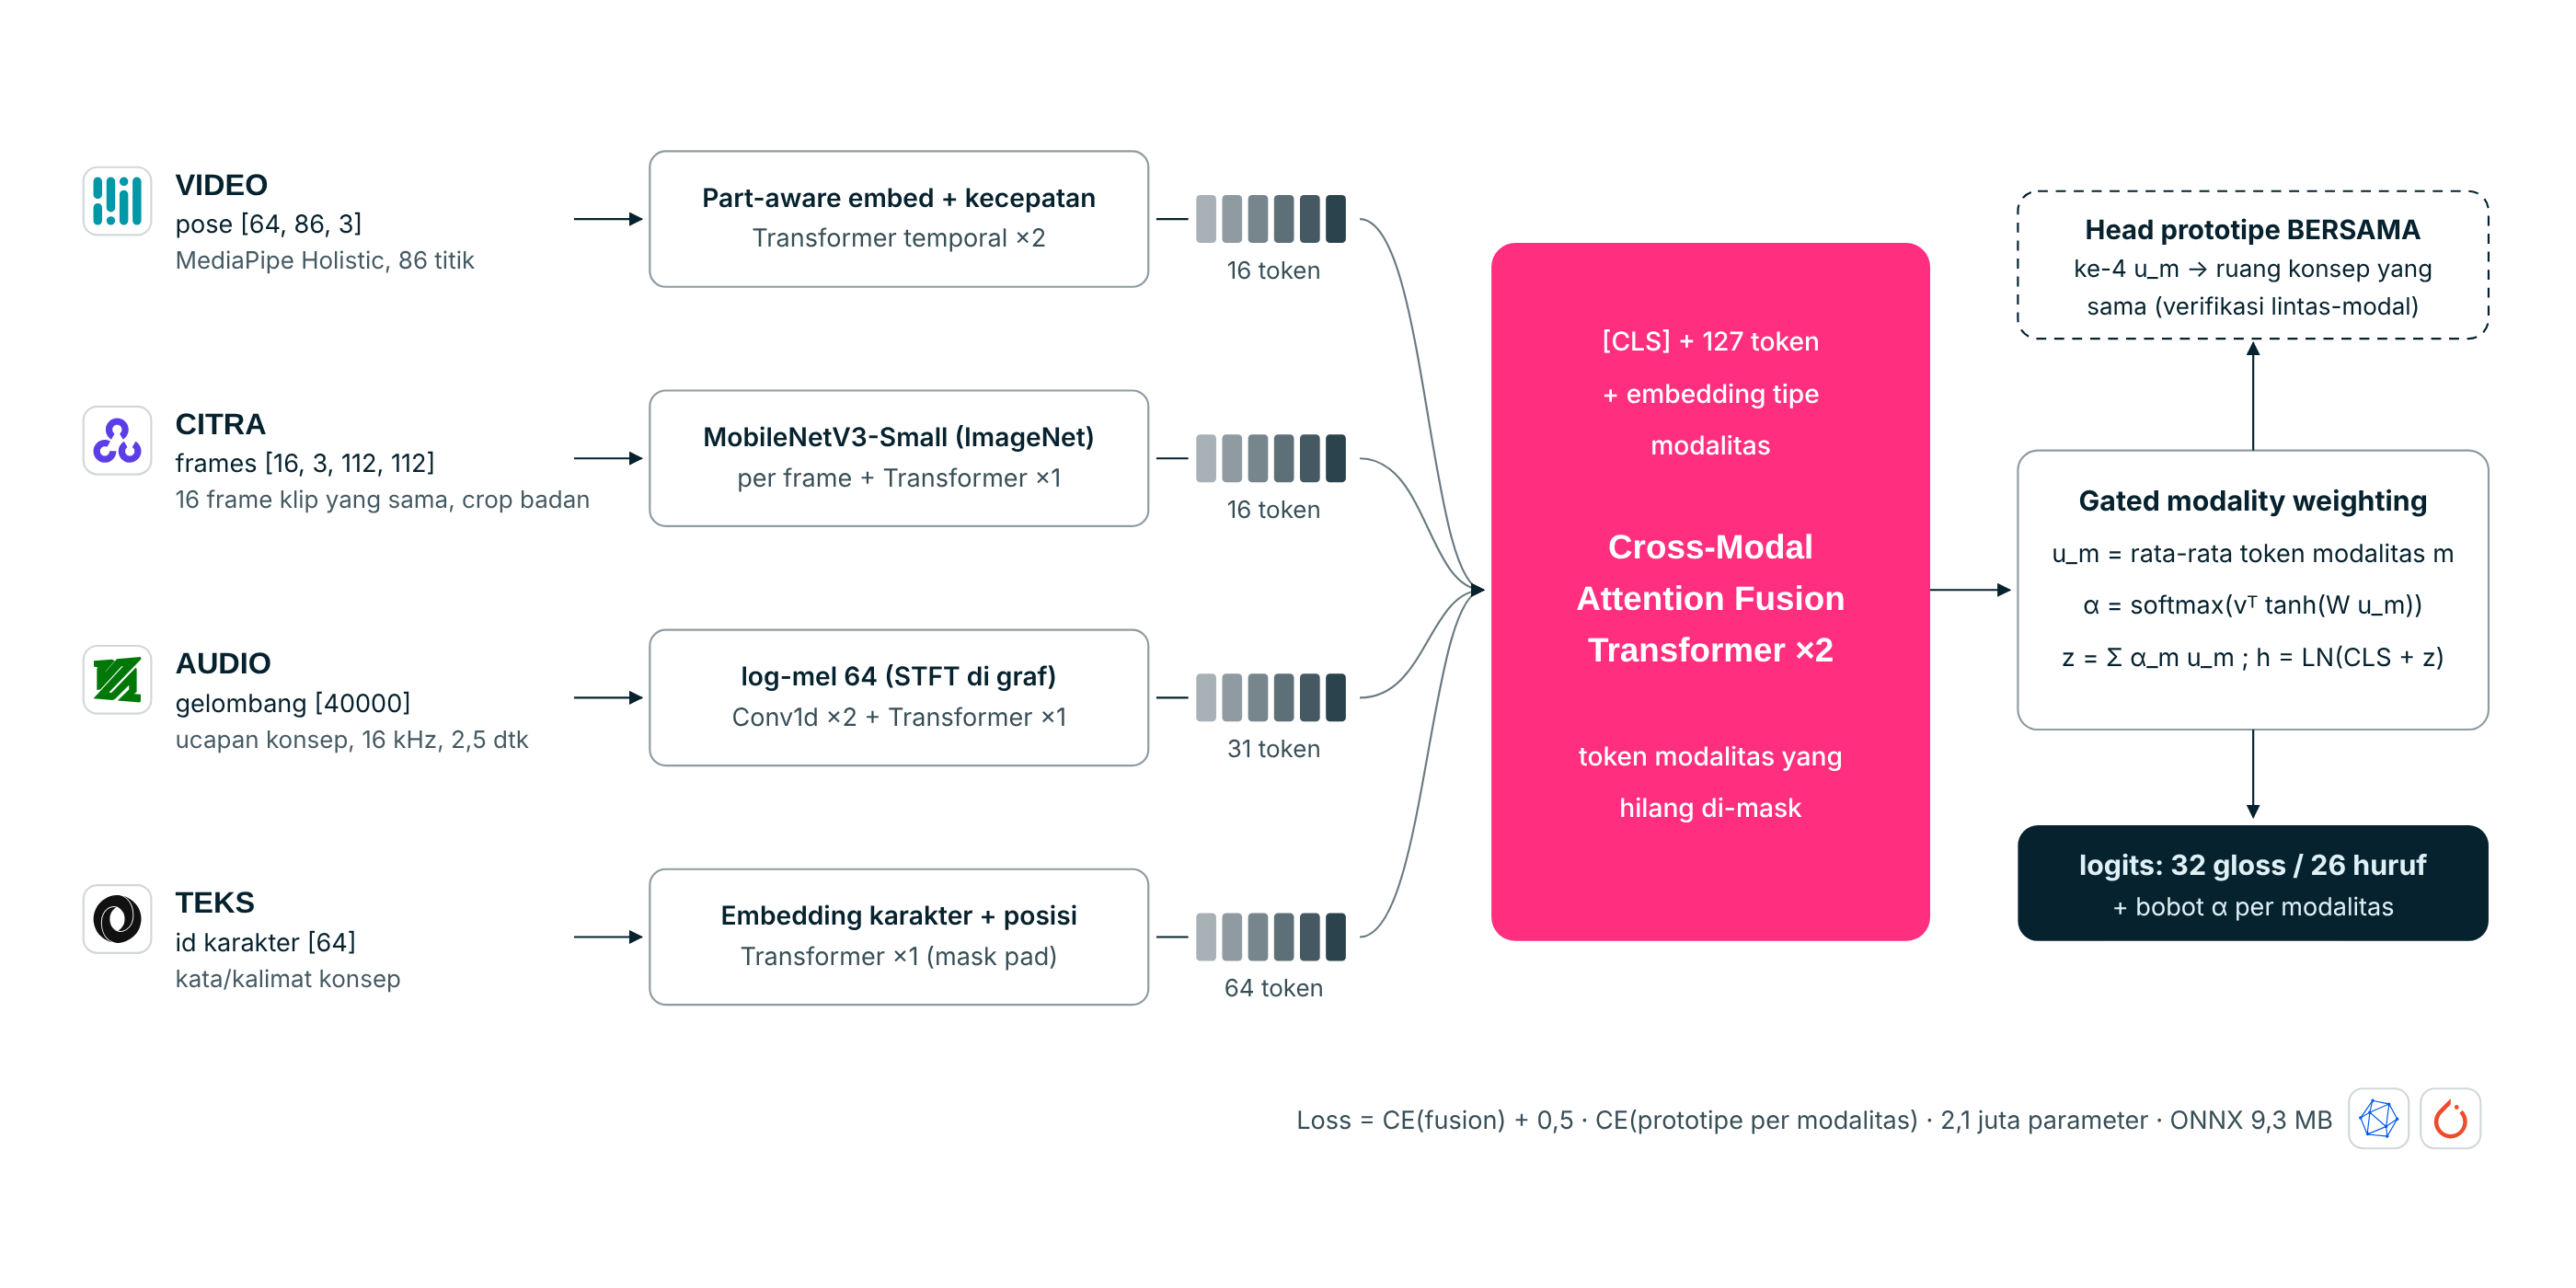 VIDEO
pose [64, 86, 3]
MediaPipe Holistic, 86 titik
Part-aware embed + kecepatan
Transformer temporal ×2
16 token
CITRA
frames [16, 3, 112, 112]
16 frame klip yang sama, crop badan
MobileNetV3-Small (ImageNet)
per frame + Transformer ×1
16 token
AUDIO
gelombang [40000]
ucapan konsep, 16 kHz, 2,5 dtk
log-mel 64 (STFT di graf)
Conv1d ×2 + Transformer ×1
31 token
TEKS
id karakter [64]
kata/kalimat konsep
Embedding karakter + posisi
Transformer ×1 (mask pad)
64 token
[CLS] + 127 token
+ embedding tipe
modalitas
Cross-Modal
Attention Fusion
Transformer ×2
token modalitas yang
hilang di-mask
Head prototipe BERSAMA
ke-4 u_m → ruang konsep yang
sama (verifikasi lintas-modal)
Gated modality weighting
u_m = rata-rata token modalitas m
α = softmax(vᵀ tanh(W u_m))
z = Σ α_m u_m ; h = LN(CLS + z)
logits: 32 gloss / 26 huruf
+ bobot α per modalitas
Loss = CE(fusion) + 0,5 · CE(prototipe per modalitas) · 2,1 juta parameter · ONNX 9,3 MB